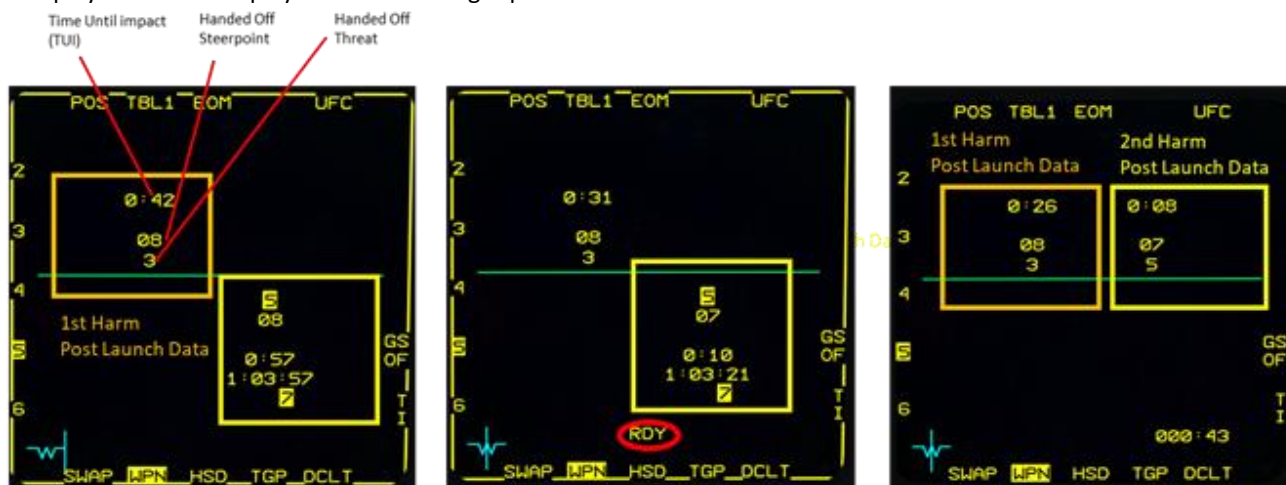 Time Until impact
(TUI)
Handed Off
Steerpoint
Handed Off
Threat
POS TBL1 EOM UFC
2
0:42
3
08
3
4
5
08
1st Harm
Post Launch Data
5
0:57
1:03:57
7
GS
OF
6
T
I
SWAP WPN HSD TGP DCLT
POS TBL1 EOM UFC
2
0:31
3
08
3
4
5
07
5
0:10
1:03:21
7
GS
OF
6
T
I
RDY
SWAP WPN HSD TGP DCLT
POS TBL1 EOM UFC
1st Harm
Post Launch Data
2nd Harm
Post Launch Data
2
0:26
0:08
3
08
3
07
5
4
5
GS
OF
6
T
I
000:43
SWAP WPN HSD TGP DCLT